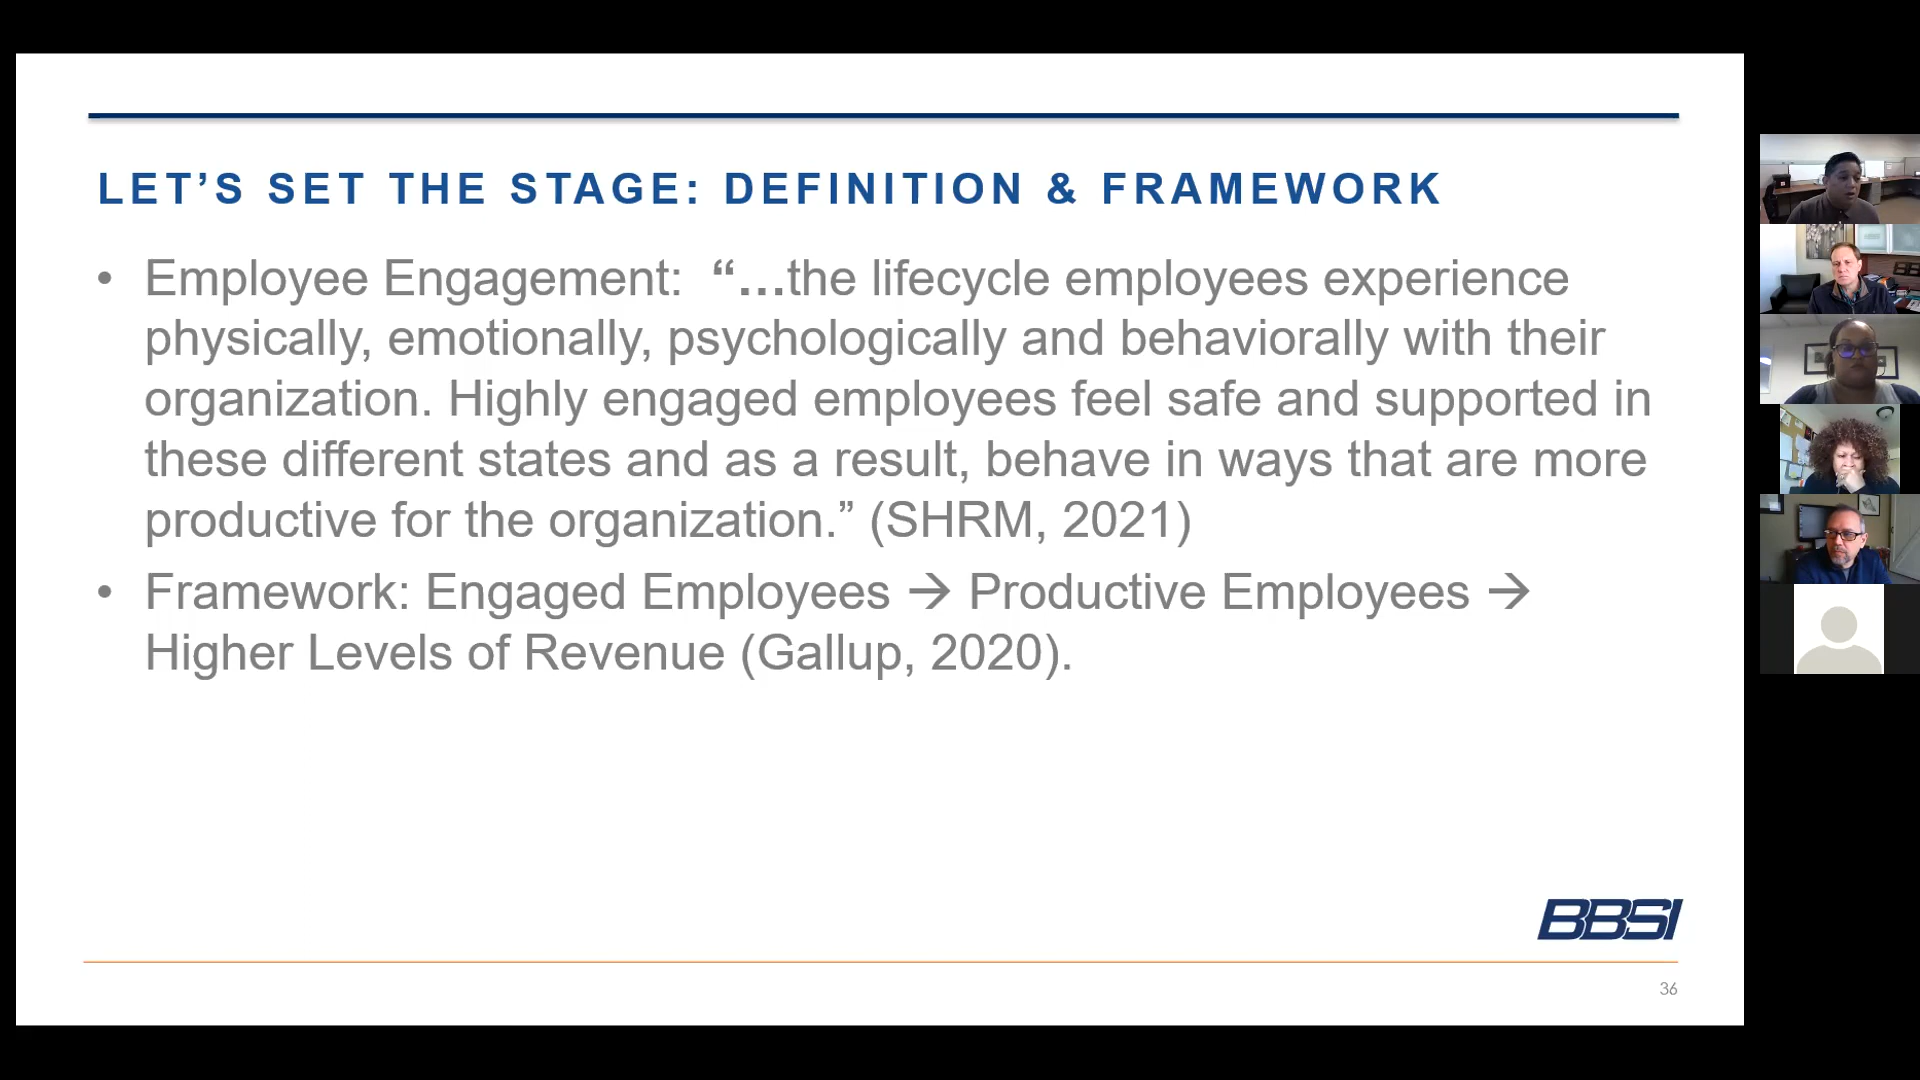 LET’S SET THE STAGE: DEFINITION & FRAMEWORK
• Employee Engagement:  “…the lifecycle employees experience
physically, emotionally, psychologically and behaviorally with their
organization. Highly engaged employees feel safe and supported in
these different states and as a result, behave in ways that are more
productive for the organization.” (SHRM, 2021)
• Framework: Engaged Employees → Productive Employees →
Higher Levels of Revenue (Gallup, 2020).
BBSI
36